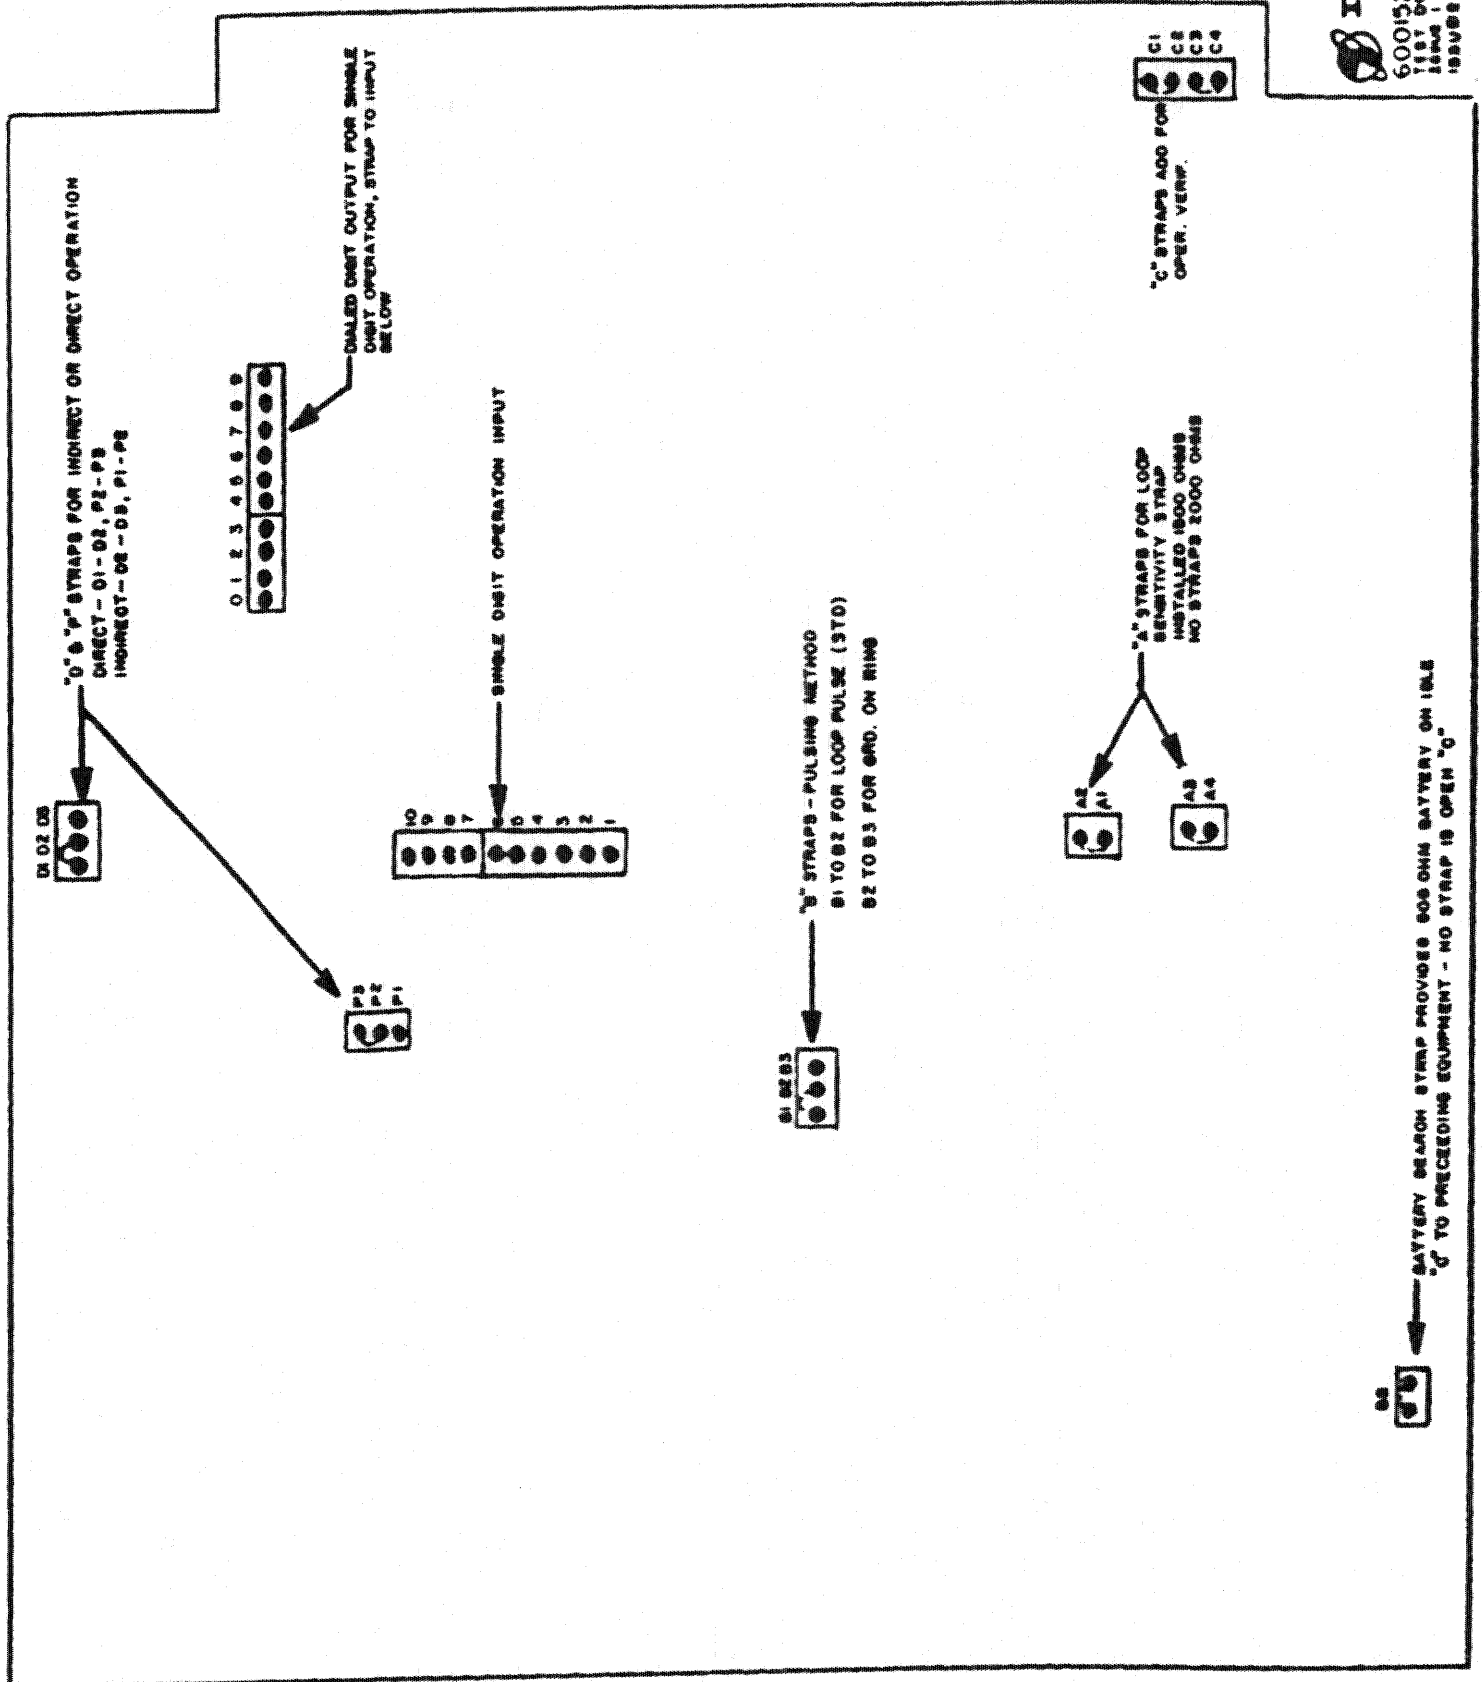 "D" & "P" STRAPS FOR INDIRECT OR DIRECT OPERATION
DIRECT - D1 - D2, P2 - P3
INDIRECT - D2 - D3, P1 - P2
D1 D2 D3
P3
P2
P1
0 1 2 3 4 5 6 7 8 9
DIALED DIGIT OUTPUT FOR SINGLE
DIGIT OPERATION, STRAP TO INPUT
BELOW
SINGLE DIGIT OPERATION INPUT
10
9
8
7
6
5
4
3
2
1
"B" STRAPS - PULSING METHOD
B1 TO B2 FOR LOOP PULSE (STD)
B2 TO B3 FOR GRD. ON RING
B1 B2 B3
C1
C2
C3
C4
"C" STRAPS ADD FOR
OPER. VERIF.
"A" STRAPS FOR LOOP
SENSITIVITY STRAP
INSTALLED 1500 OHMS
NO STRAPS 2000 OHMS
A2
A1
A3
A4
BATTERY SEARCH STRAP PROVIDES OHM BATTERY ON IDLE
"C" TO PRECEEDING EQUIPMENT - NO STRAP IS OPEN "C"
BS
60015
TEST
ISSUE